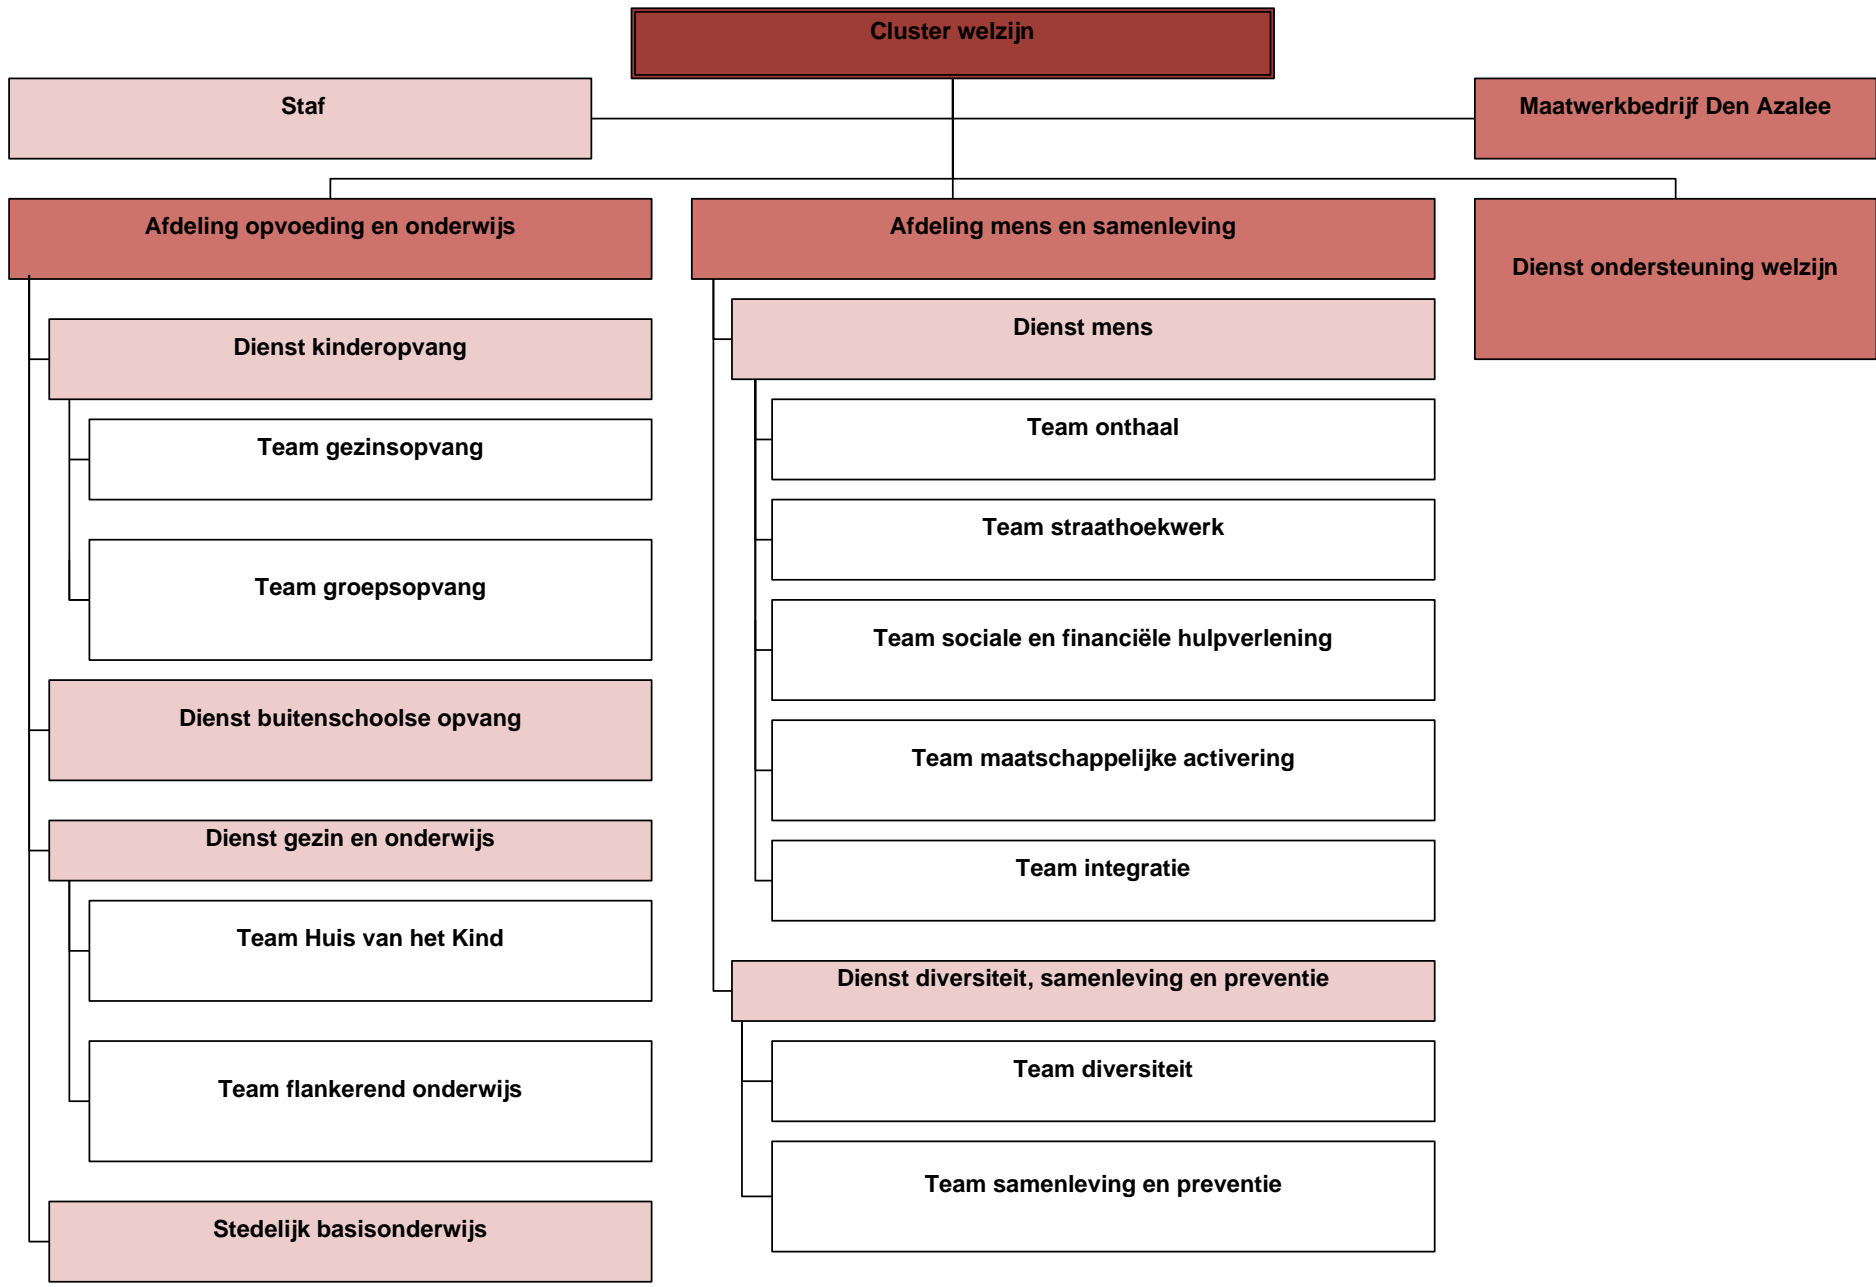 Cluster welzijn
Staf
Maatwerkbedrijf Den Azalee
Afdeling opvoeding en onderwijs
Afdeling mens en samenleving
Dienst ondersteuning welzijn
Dienst kinderopvang
Team gezinsopvang
Team groepsopvang
Dienst buitenschoolse opvang
Dienst gezin en onderwijs
Team Huis van het Kind
Team flankerend onderwijs
Stedelijk basisonderwijs
Dienst mens
Team onthaal
Team straathoekwerk
Team sociale en financiële hulpverlening
Team maatschappelijke activering
Team integratie
Dienst diversiteit, samenleving en preventie
Team diversiteit
Team samenleving en preventie